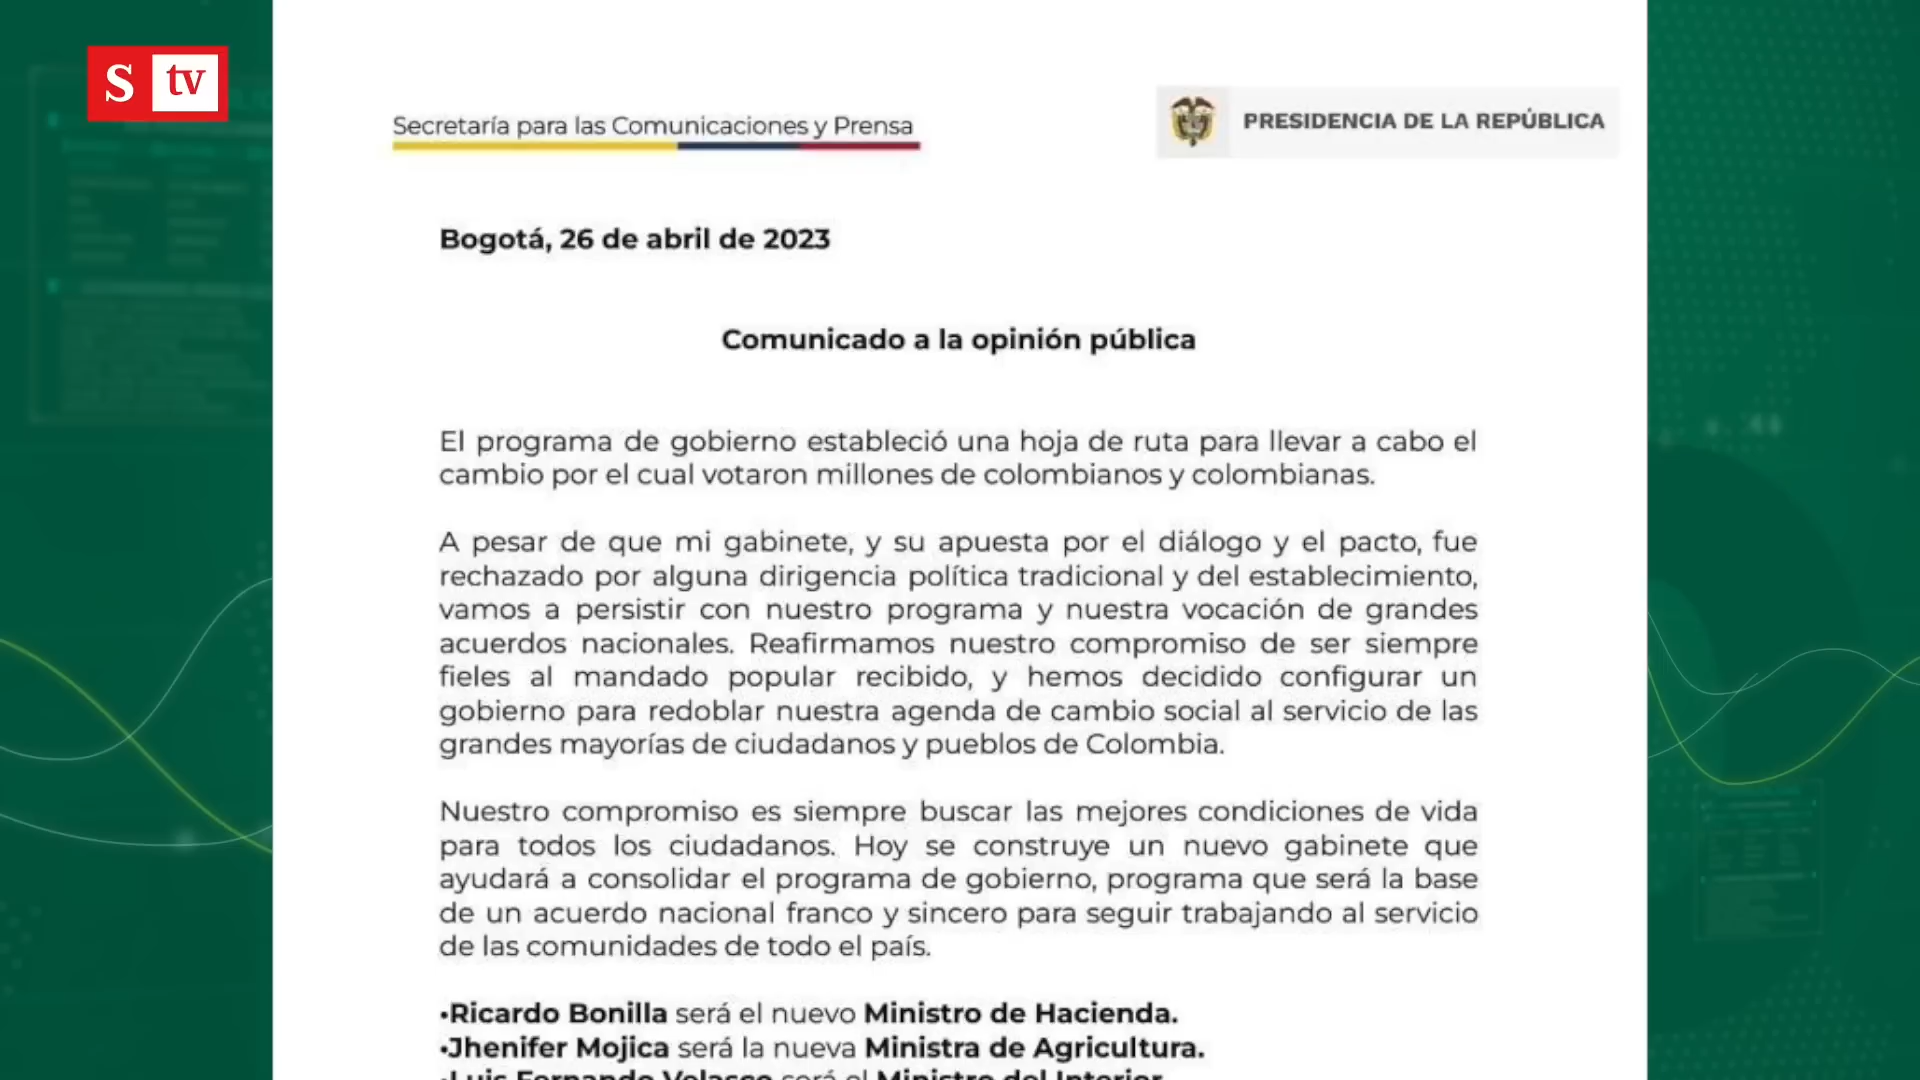 S tv
Secretaría para las Comunicaciones y Prensa
PRESIDENCIA DE LA REPÚBLICA
Bogotá, 26 de abril de 2023
Comunicado a la opinión pública
El programa de gobierno estableció una hoja de ruta para llevar a cabo el
cambio por el cual votaron millones de colombianos y colombianas.
A pesar de que mi gabinete, y su apuesta por el diálogo y el pacto, fue
rechazado por alguna dirigencia política tradicional y del establecimiento,
vamos a persistir con nuestro programa y nuestra vocación de grandes
acuerdos nacionales. Reafirmamos nuestro compromiso de ser siempre
fieles al mandado popular recibido, y hemos decidido configurar un
gobierno para redoblar nuestra agenda de cambio social al servicio de las
grandes mayorías de ciudadanos y pueblos de Colombia.
Nuestro compromiso es siempre buscar las mejores condiciones de vida
para todos los ciudadanos. Hoy se construye un nuevo gabinete que
ayudará a consolidar el programa de gobierno, programa que será la base
de un acuerdo nacional franco y sincero para seguir trabajando al servicio
de las comunidades de todo el país.
•Ricardo Bonilla será el nuevo Ministro de Hacienda.
•Jhenifer Mojica será la nueva Ministra de Agricultura.
•Luis Fernando Velasco será el Ministro del Interior.